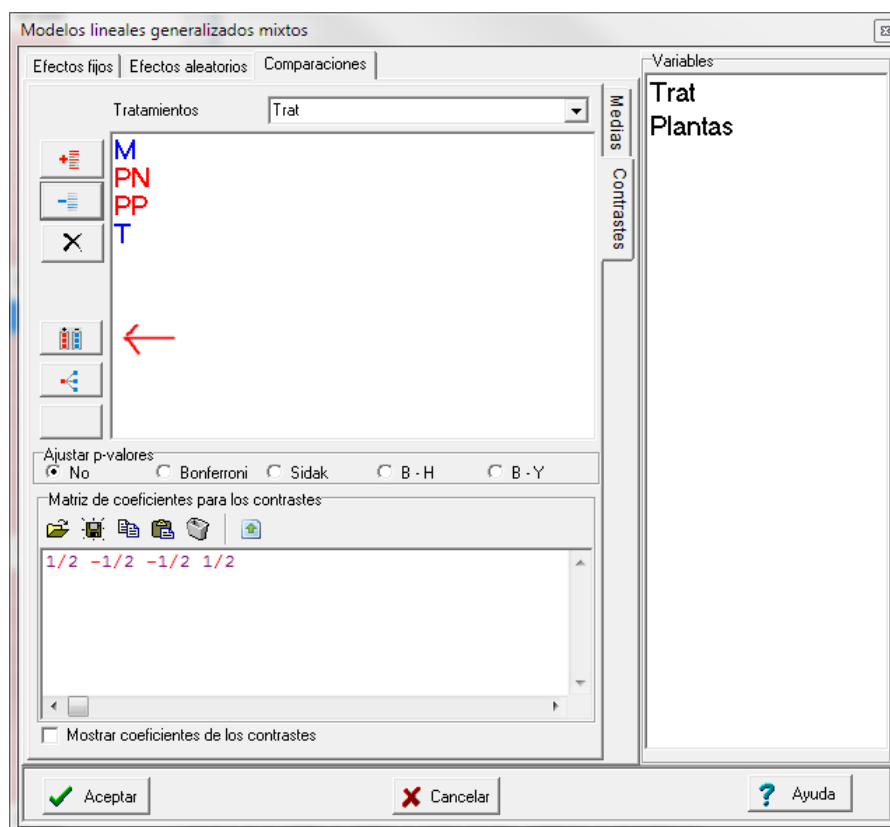 Modelos lineales generalizados mixtos
Efectos fijos Efectos aleatorios Comparaciones
Tratamientos Trat
M
PN
PP
T
Medias
Contrastes
Ajustar p-valores
No Bonferroni Sidak B - H B - Y
Matriz de coeficientes para los contrastes
1/2 -1/2 -1/2 1/2
Mostrar coeficientes de los contrastes
Variables
Trat
Plantas
Aceptar Cancelar Ayuda